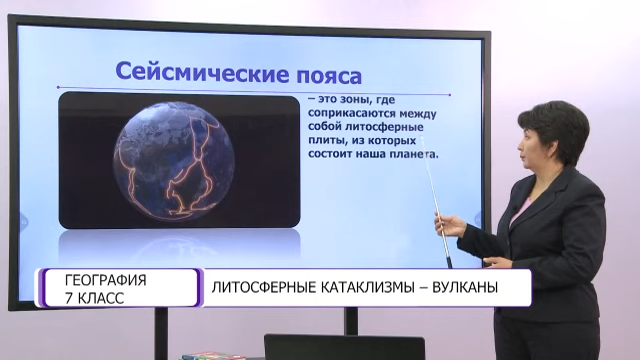 Сейсмические пояса
– это зоны, где
соприкасаются между
собой литосферные
плиты, из которых
состоит наша планета.
ГЕОГРАФИЯ
7 КЛАСС
ЛИТОСФЕРНЫЕ КАТАКЛИЗМЫ – ВУЛКАНЫ